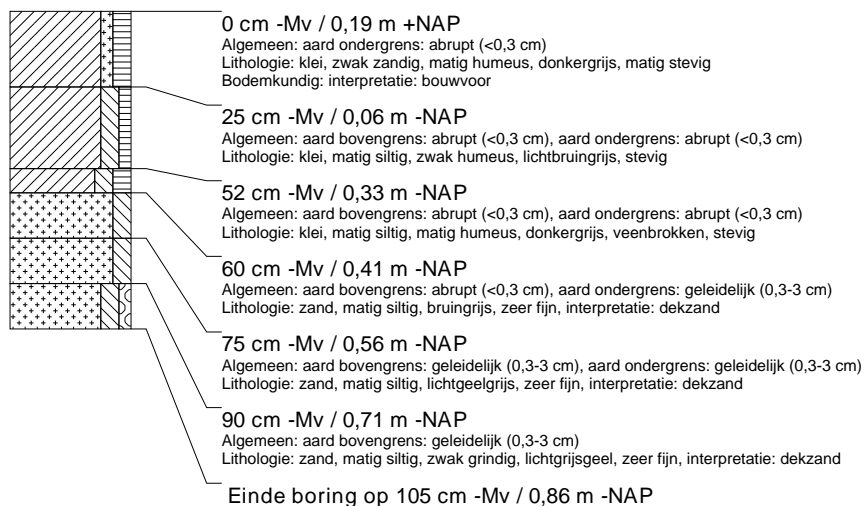 0 cm -Mv / 0,19 m +NAP
Algemeen: aard ondergrens: abrupt (<0,3 cm)
Lithologie: klei, zwak zandig, matig humeus, donkergrijs, matig stevig
Bodemkundig: interpretatie: bouwvoor
25 cm -Mv / 0,06 m -NAP
Algemeen: aard bovengrens: abrupt (<0,3 cm), aard ondergrens: abrupt (<0,3 cm)
Lithologie: klei, matig siltig, zwak humeus, lichtbruingrijs, stevig
52 cm -Mv / 0,33 m -NAP
Algemeen: aard bovengrens: abrupt (<0,3 cm), aard ondergrens: abrupt (<0,3 cm)
Lithologie: klei, matig siltig, matig humeus, donkergrijs, veenbrokken, stevig
60 cm -Mv / 0,41 m -NAP
Algemeen: aard bovengrens: abrupt (<0,3 cm), aard ondergrens: geleidelijk (0,3-3 cm)
Lithologie: zand, matig siltig, bruingrijs, zeer fijn, interpretatie: dekzand
75 cm -Mv / 0,56 m -NAP
Algemeen: aard bovengrens: geleidelijk (0,3-3 cm), aard ondergrens: geleidelijk (0,3-3 cm)
Lithologie: zand, matig siltig, lichtgeelgrijs, zeer fijn, interpretatie: dekzand
90 cm -Mv / 0,71 m -NAP
Algemeen: aard bovengrens: geleidelijk (0,3-3 cm)
Lithologie: zand, matig siltig, zwak grindig, lichtgrijsgeel, zeer fijn, interpretatie: dekzand
Einde boring op 105 cm -Mv / 0,86 m -NAP